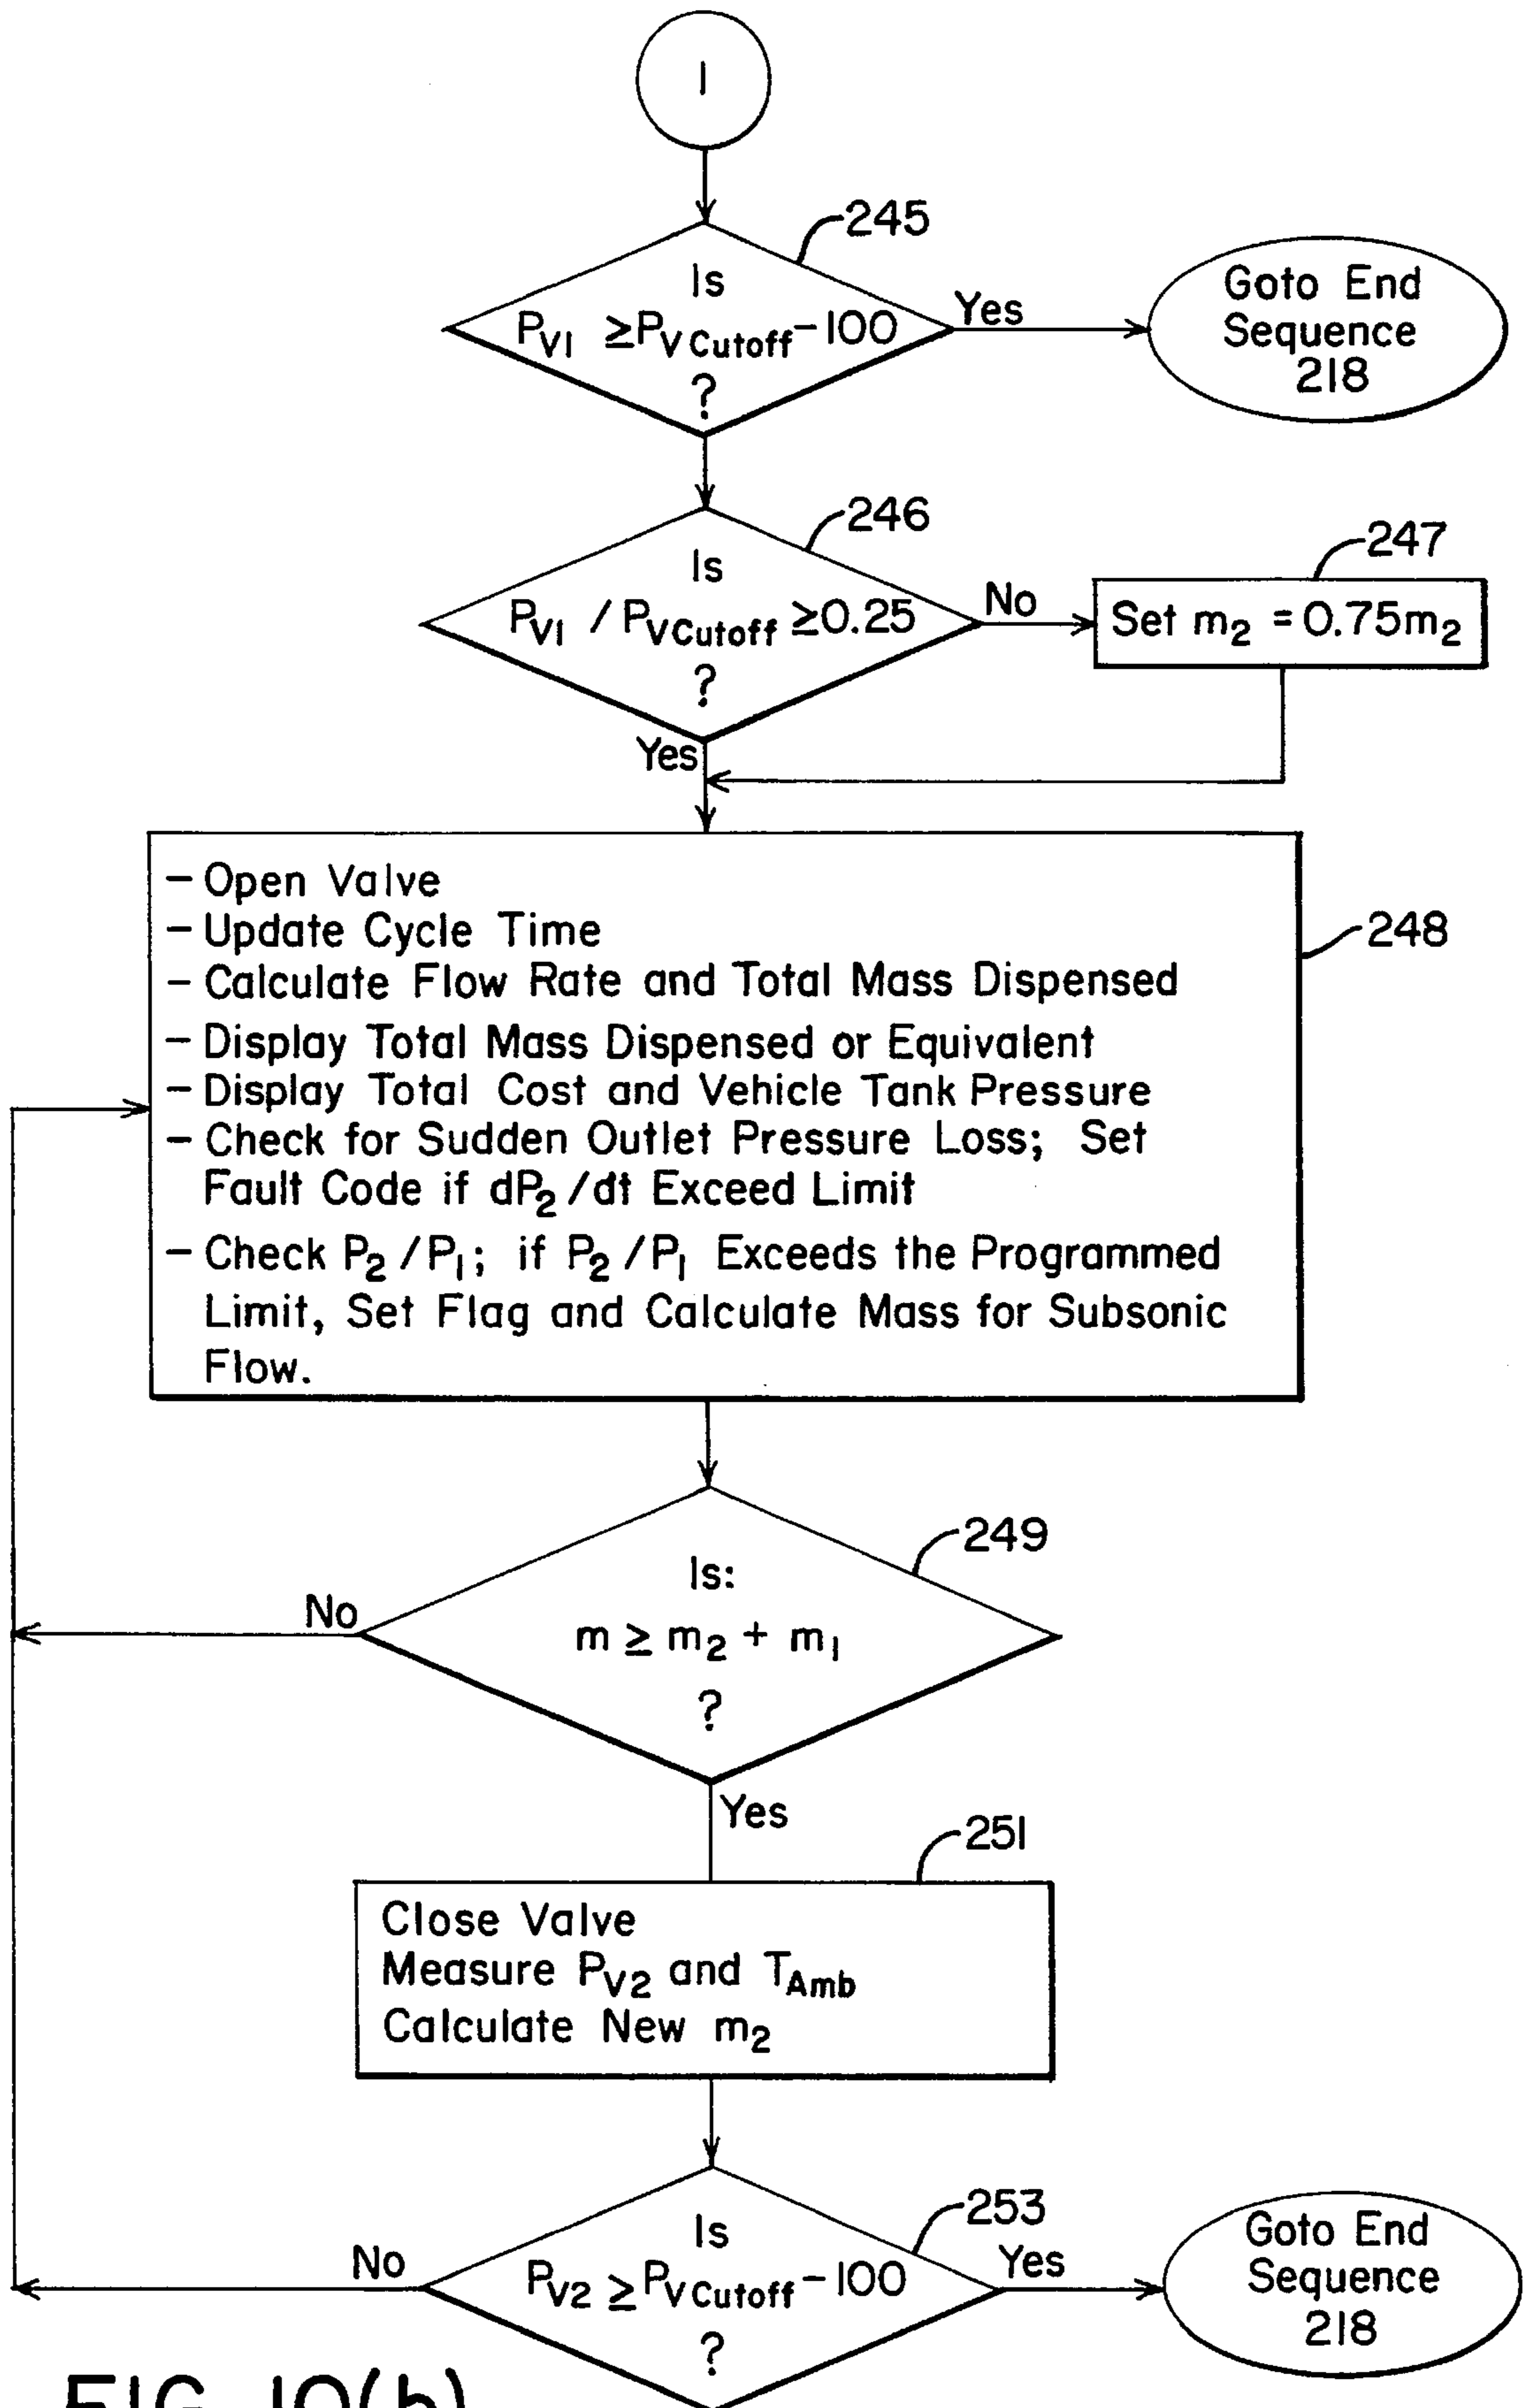 1
245
Is
PV1 ≥PVCutoff-100
?
Yes
Goto End
Sequence
218
246
Is
PV1 / PVCutoff ≥0.25
?
No
247
Set m2 = 0.75m2
Yes
- Open Valve
- Update Cycle Time
- Calculate Flow Rate and Total Mass Dispensed
- Display Total Mass Dispensed or Equivalent
- Display Total Cost and Vehicle Tank Pressure
- Check for Sudden Outlet Pressure Loss; Set
Fault Code if dP2/dt Exceed Limit
- Check P2/P1; if P2/P1 Exceeds the Programmed
Limit, Set Flag and Calculate Mass for Subsonic
Flow.
248
249
Is:
m ≥ m2 + m1
?
No
Yes
251
Close Valve
Measure PV2 and TAmb
Calculate New m2
253
Is
PV2 ≥PVCutoff-100
?
No
Yes
Goto End
Sequence
218
FIG. 10(b)